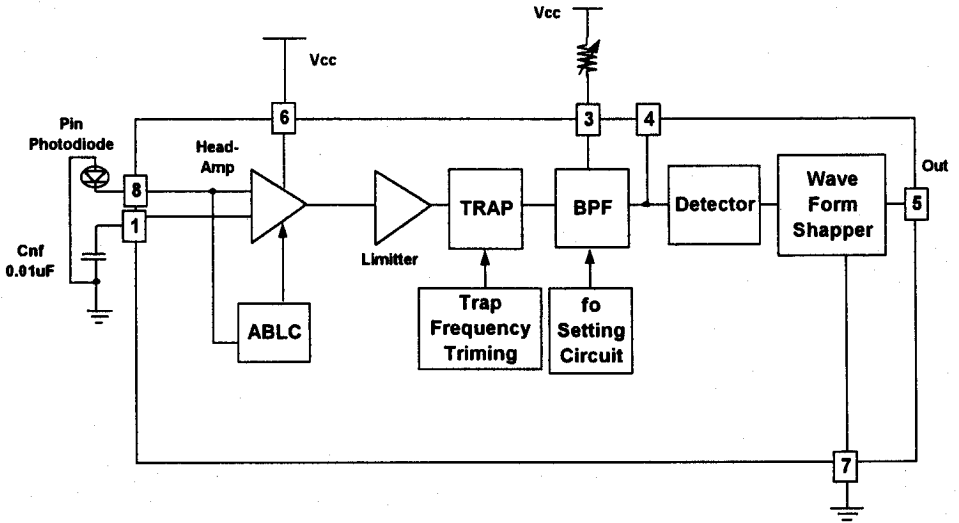 Vcc
Vcc
6
3
4
Pin
Photodiode
Head-
Amp
8
1
Cnf
0.01uF
Limitter
TRAP
BPF
Detector
Wave
Form
Shapper
Out
5
ABLC
Trap
Frequency
Triming
fo
Setting
Circuit
7